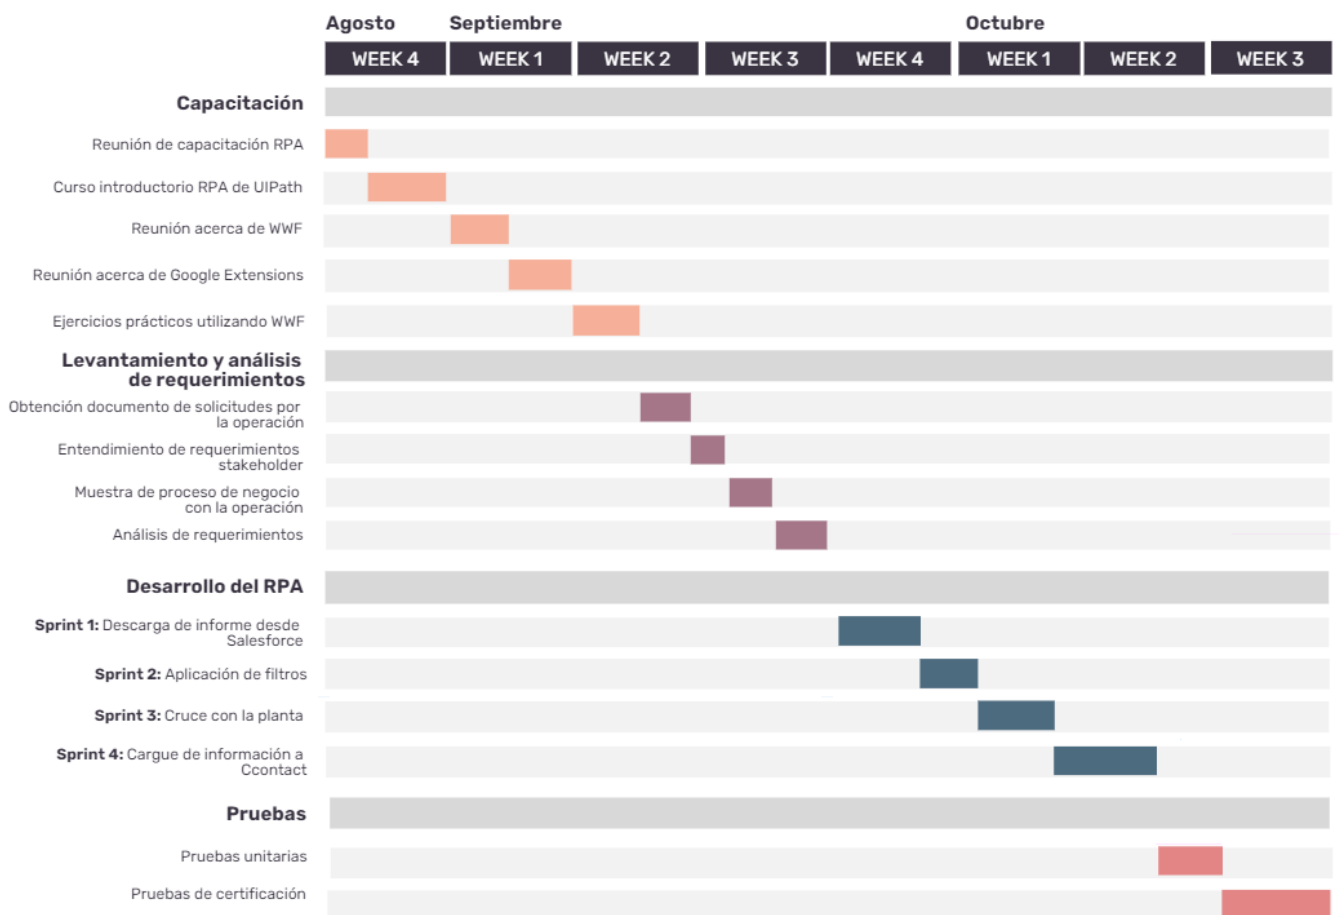 Agosto Septiembre Octubre
WEEK 4 WEEK 1 WEEK 2 WEEK 3 WEEK 4 WEEK 1 WEEK 2 WEEK 3
Capacitación
Reunión de capacitación RPA
Curso introductorio RPA de UIPath
Reunión acerca de WWF
Reunión acerca de Google Extensions
Ejercicios prácticos utilizando WWF
Levantamiento y análisis
de requerimientos
Obtención documento de solicitudes por
la operación
Entendimiento de requerimientos
stakeholder
Muestra de proceso de negocio
con la operación
Análisis de requerimientos
Desarrollo del RPA
Sprint 1: Descarga de informe desde
Salesforce
Sprint 2: Aplicación de filtros
Sprint 3: Cruce con la planta
Sprint 4: Cargue de información a
Ccontact
Pruebas
Pruebas unitarias
Pruebas de certificación